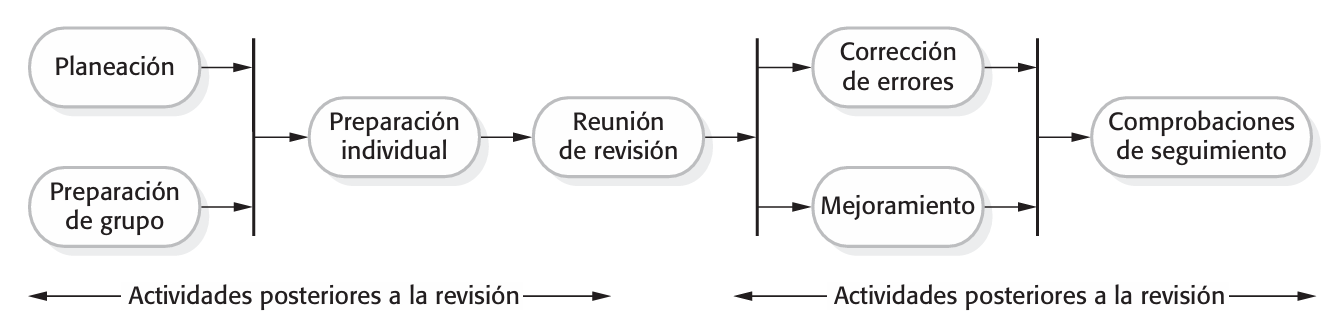 Planeación
Preparación
de grupo
Preparación
individual
Reunión
de revisión
Corrección
de errores
Mejoramiento
Comprobaciones
de seguimiento
Actividades posteriores a la revisión
Actividades posteriores a la revisión